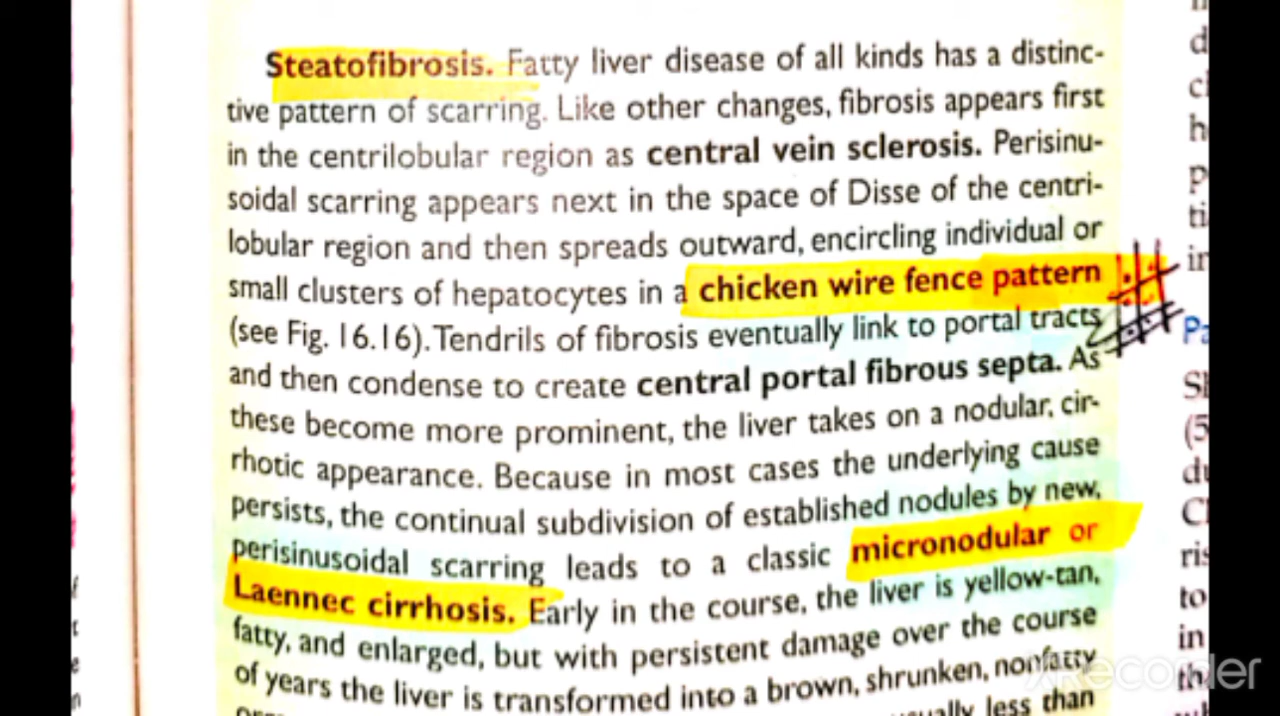 Steatofibrosis. Fatty liver disease of all kinds has a distinc-
tive pattern of scarring. Like other changes, fibrosis appears first
in the centrilobular region as central vein sclerosis. Perisinu-
soidal scarring appears next in the space of Disse of the centri-
lobular region and then spreads outward, encircling individual or
small clusters of hepatocytes in a chicken wire fence pattern
(see Fig. 16.16). Tendrils of fibrosis eventually link to portal tracts
and then condense to create central portal fibrous septa. As
these become more prominent, the liver takes on a nodular, cir-
rhotic appearance. Because in most cases the underlying cause
persists, the continual subdivision of established nodules by new,
perisinusoidal scarring leads to a classic micronodular or
Laennec cirrhosis. Early in the course, the liver is yellow-tan,
fatty, and enlarged, but with persistent damage over the course
of years the liver is transformed into a brown, shrunken, nonfatty
less than
XRecorder